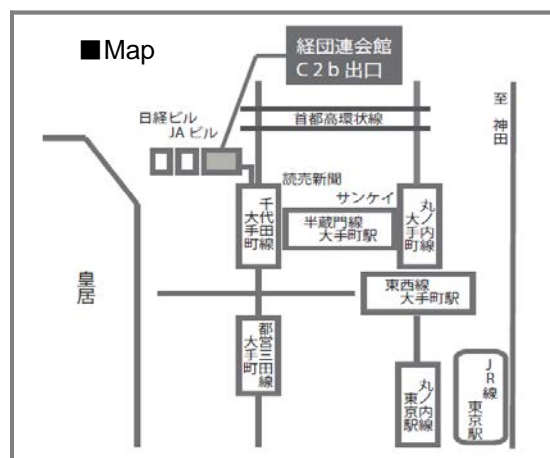 ■Map
経団連会館
C2b出口
至 神田
首都高環状線
日経ビル
JAビル
読売新聞
サンケイ
千代田線
大手町
半蔵門線
大手町駅
丸ノ内線
大手町
皇居
東西線
大手町駅
都営三田線
大手町
丸ノ内線
東京駅
JR線
東京駅